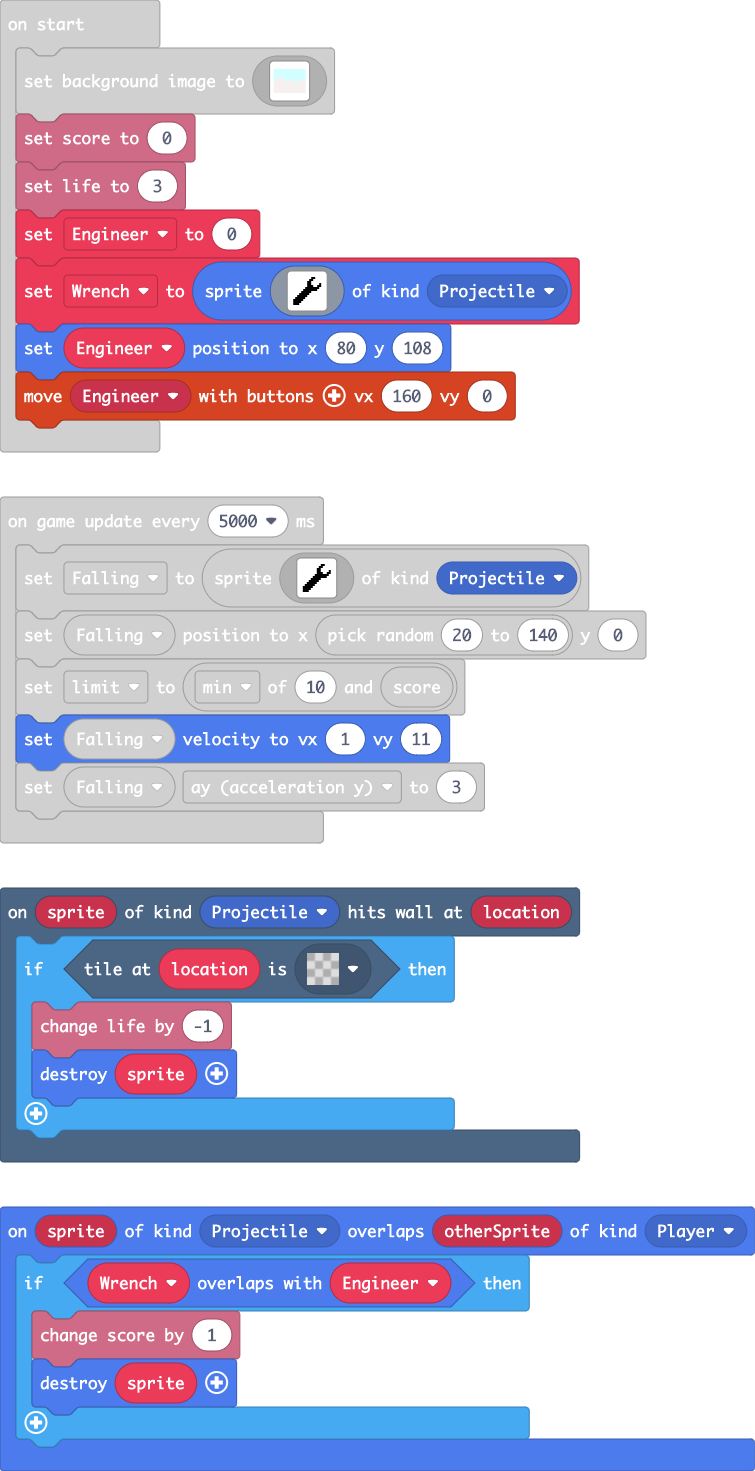 on start
set background image to
set score to 0
set life to 3
set Engineer to 0
set Wrench to sprite of kind Projectile
set Engineer position to x 80 y 108
move Engineer with buttons vx 160 vy 0
on game update every 5000 ms
set Falling to sprite of kind Projectile
set Falling position to x pick random 20 to 140 y 0
set limit to min of 10 and score
set Falling velocity to vx 1 vy 11
set Falling ay (acceleration y) to 3
on sprite of kind Projectile hits wall at location
if tile at location is then
change life by -1
destroy sprite
on sprite of kind Projectile overlaps otherSprite of kind Player
if Wrench overlaps with Engineer then
change score by 1
destroy sprite